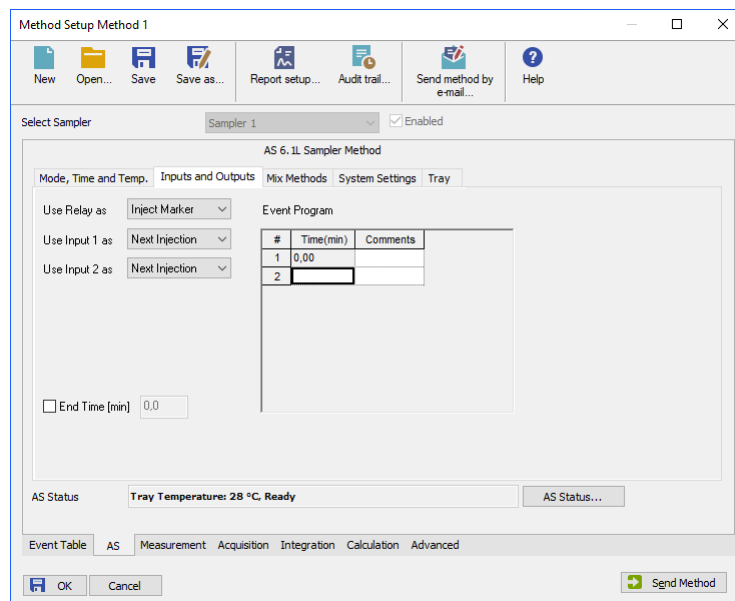 Method Setup Method 1
New Open... Save Save as... Report setup... Audit trail... Send method by
e-mail...
Help
Select Sampler Sampler 1 Enabled
AS 6.1L Sampler Method
Mode, Time and Temp. Inputs and Outputs Mix Methods System Settings Tray
Use Relay as Inject Marker Event Program
Use Input 1 as Next Injection
Use Input 2 as Next Injection
# Time(min) Comments
1 0,00
2
End Time [min] 0,0
AS Status Tray Temperature: 28 °C, Ready AS Status...
Event Table AS Measurement Acquisition Integration Calculation Advanced
OK Cancel Send Method